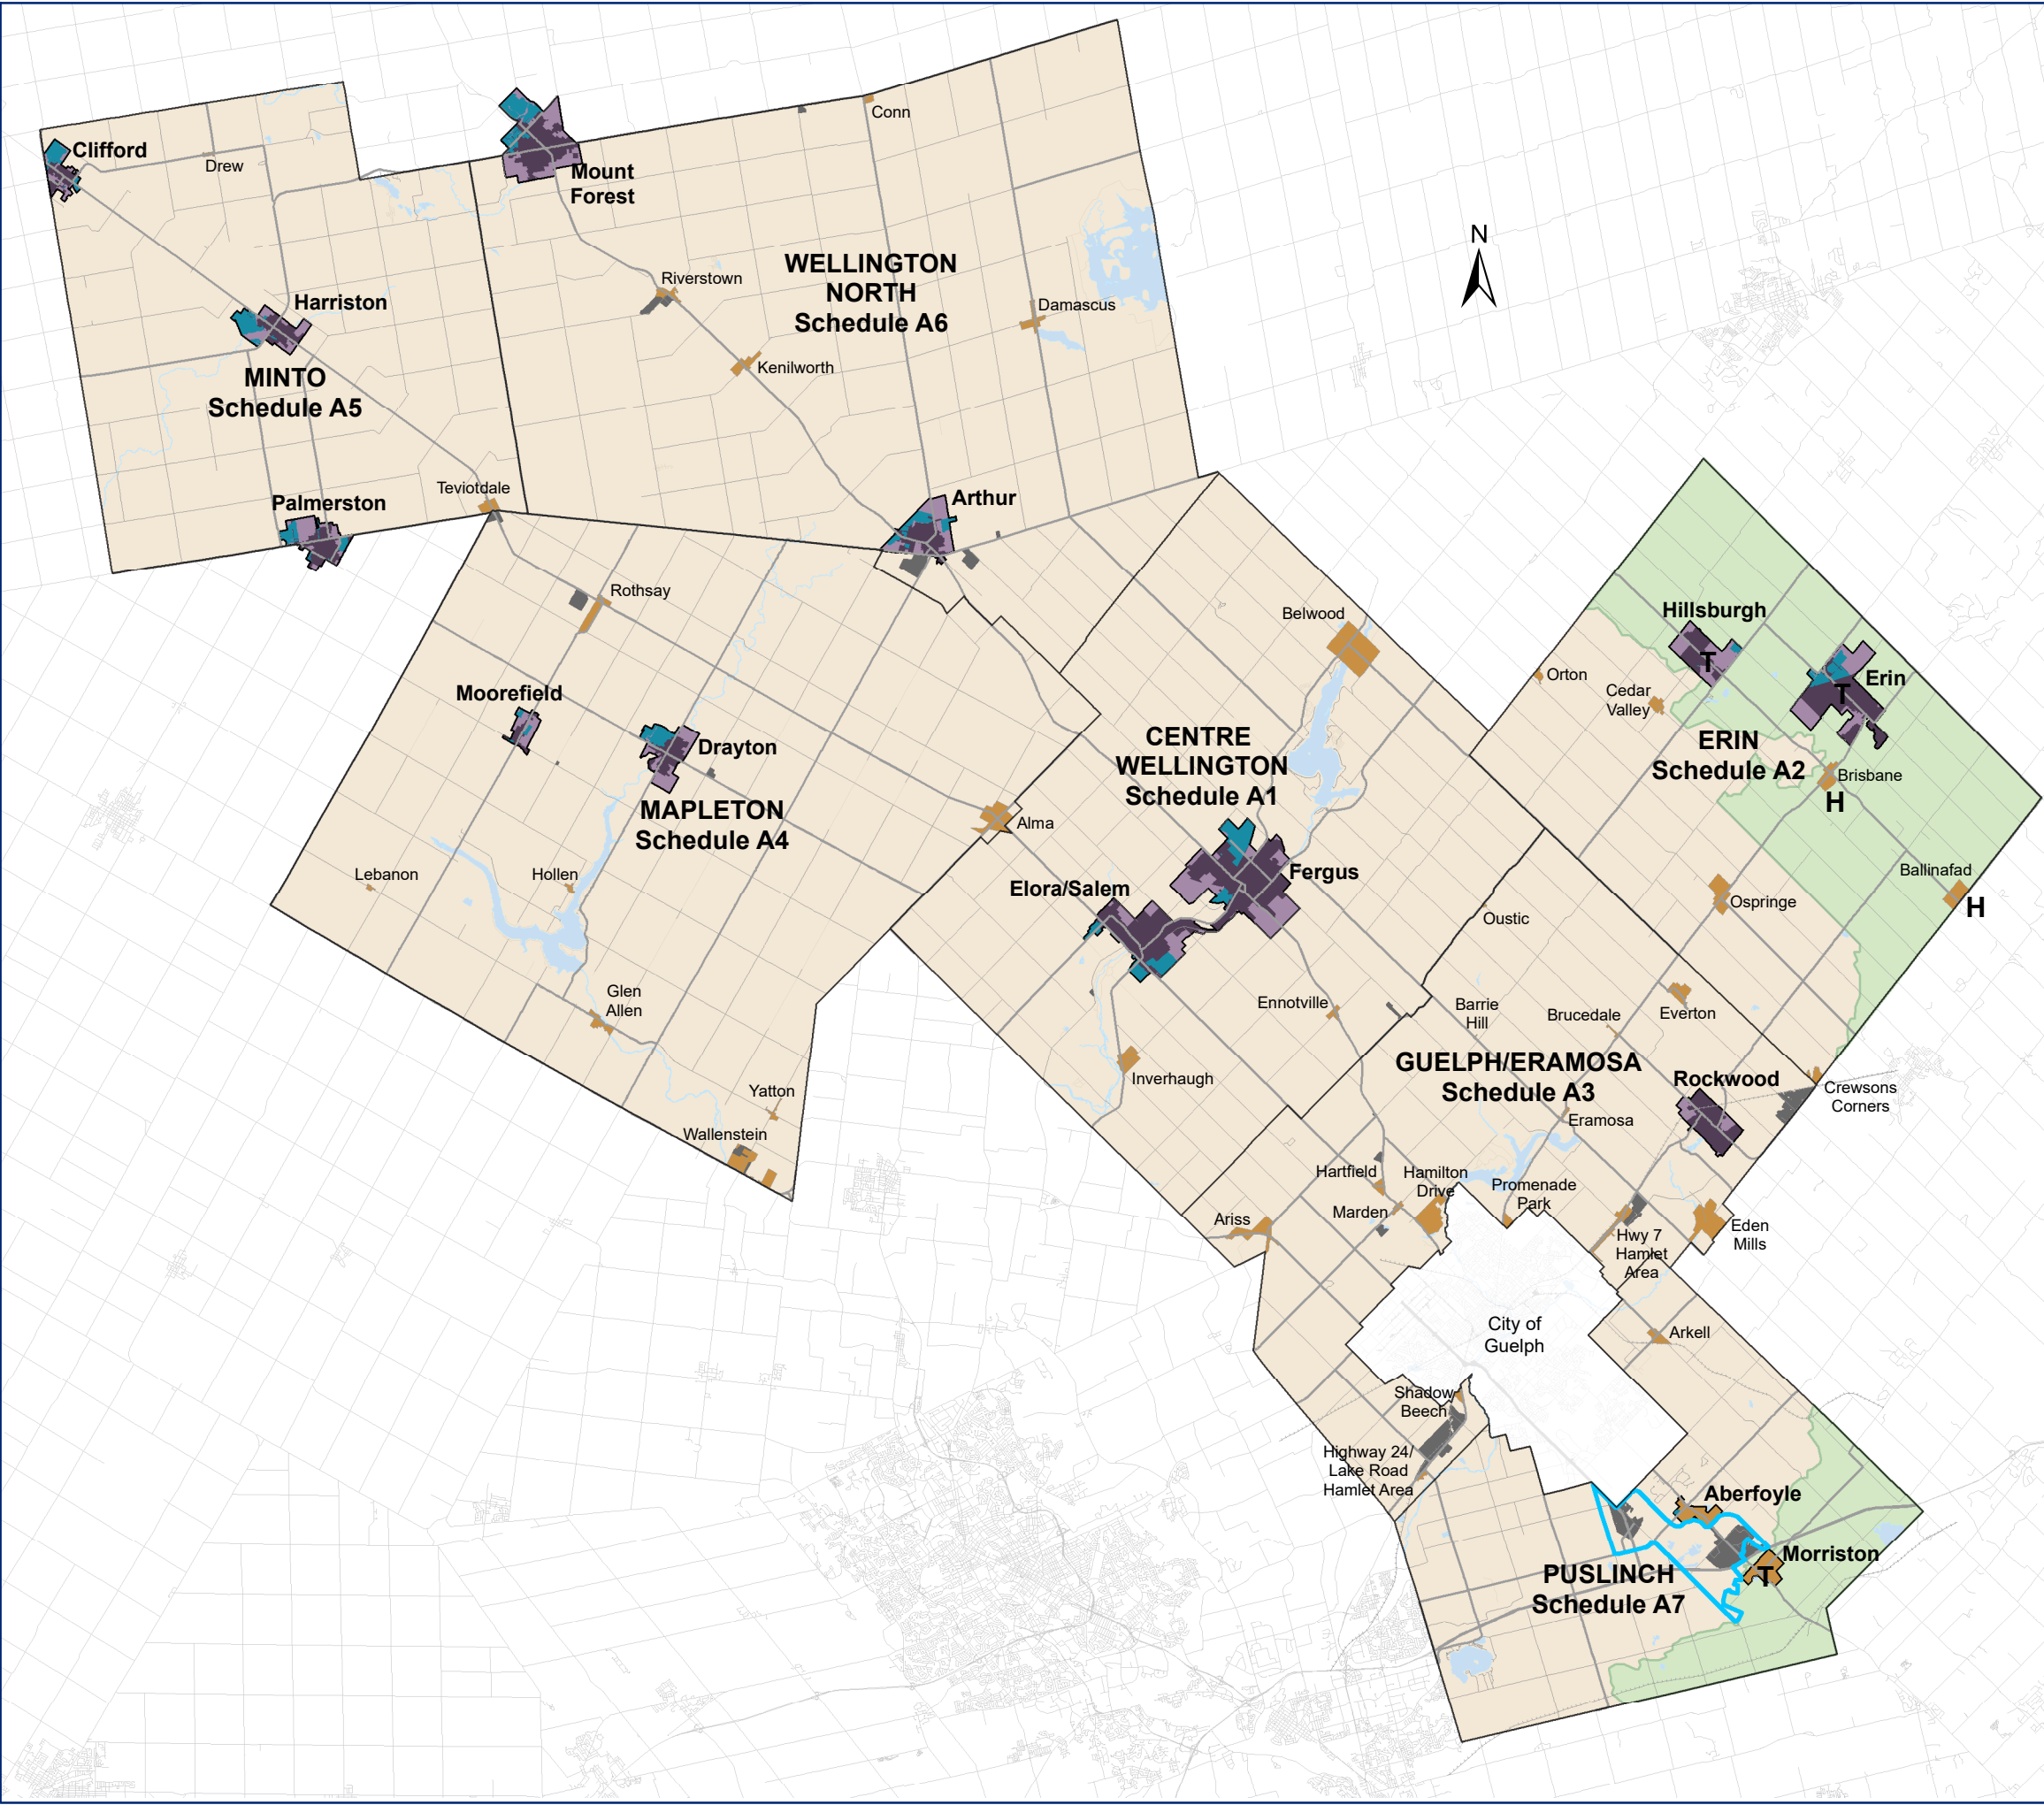 Conn
Clifford
Drew
Mount
Forest
N
WELLINGTON
NORTH
Schedule A6
Riverstown
Damascus
Harriston
Kenilworth
MINTO
Schedule A5
Teviotdale
Palmerston
Arthur
Rothsay
Belwood
Hillsburgh
T
Orton
Erin
T
Cedar
Valley
Moorefield
Drayton
CENTRE
WELLINGTON
Schedule A1
ERIN
Schedule A2
Brisbane
H
MAPLETON
Schedule A4
Alma
Lebanon
Hollen
Elora/Salem
Fergus
Ballinafad
H
Ospringe
Oustic
Glen
Allen
Ennotville
Barrie
Hill
Brucedale
Everton
Inverhaugh
GUELPH/ERAMOSA
Schedule A3
Rockwood
Crewsons
Corners
Yatton
Wallenstein
Eramosa
Hartfield
Hamilton
Drive
Promenade
Park
Marden
Ariss
Hwy 7
Hamlet
Area
Eden
Mills
City of
Guelph
Arkell
Shadow
Beech
Highway 24/
Lake Road
Hamlet Area
Aberfoyle
Morriston
T
PUSLINCH
Schedule A7